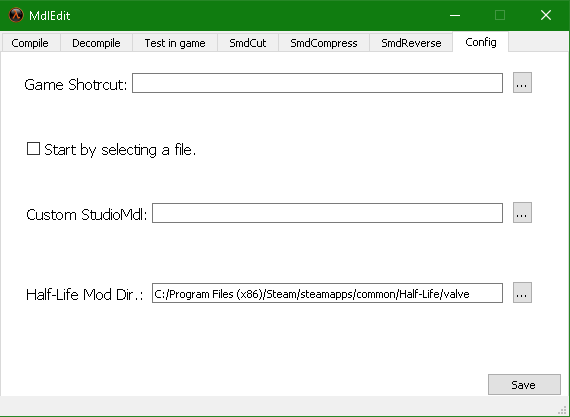 MdlEdit
Compile Decompile Test in game SmdCut SmdCompress SmdReverse Config
Game Shotrcut: ...
Start by selecting a file.
Custom StudioMdl: ...
Half-Life Mod Dir.: C:/Program Files (x86)/Steam/steamapps/common/Half-Life/valve ...
Save